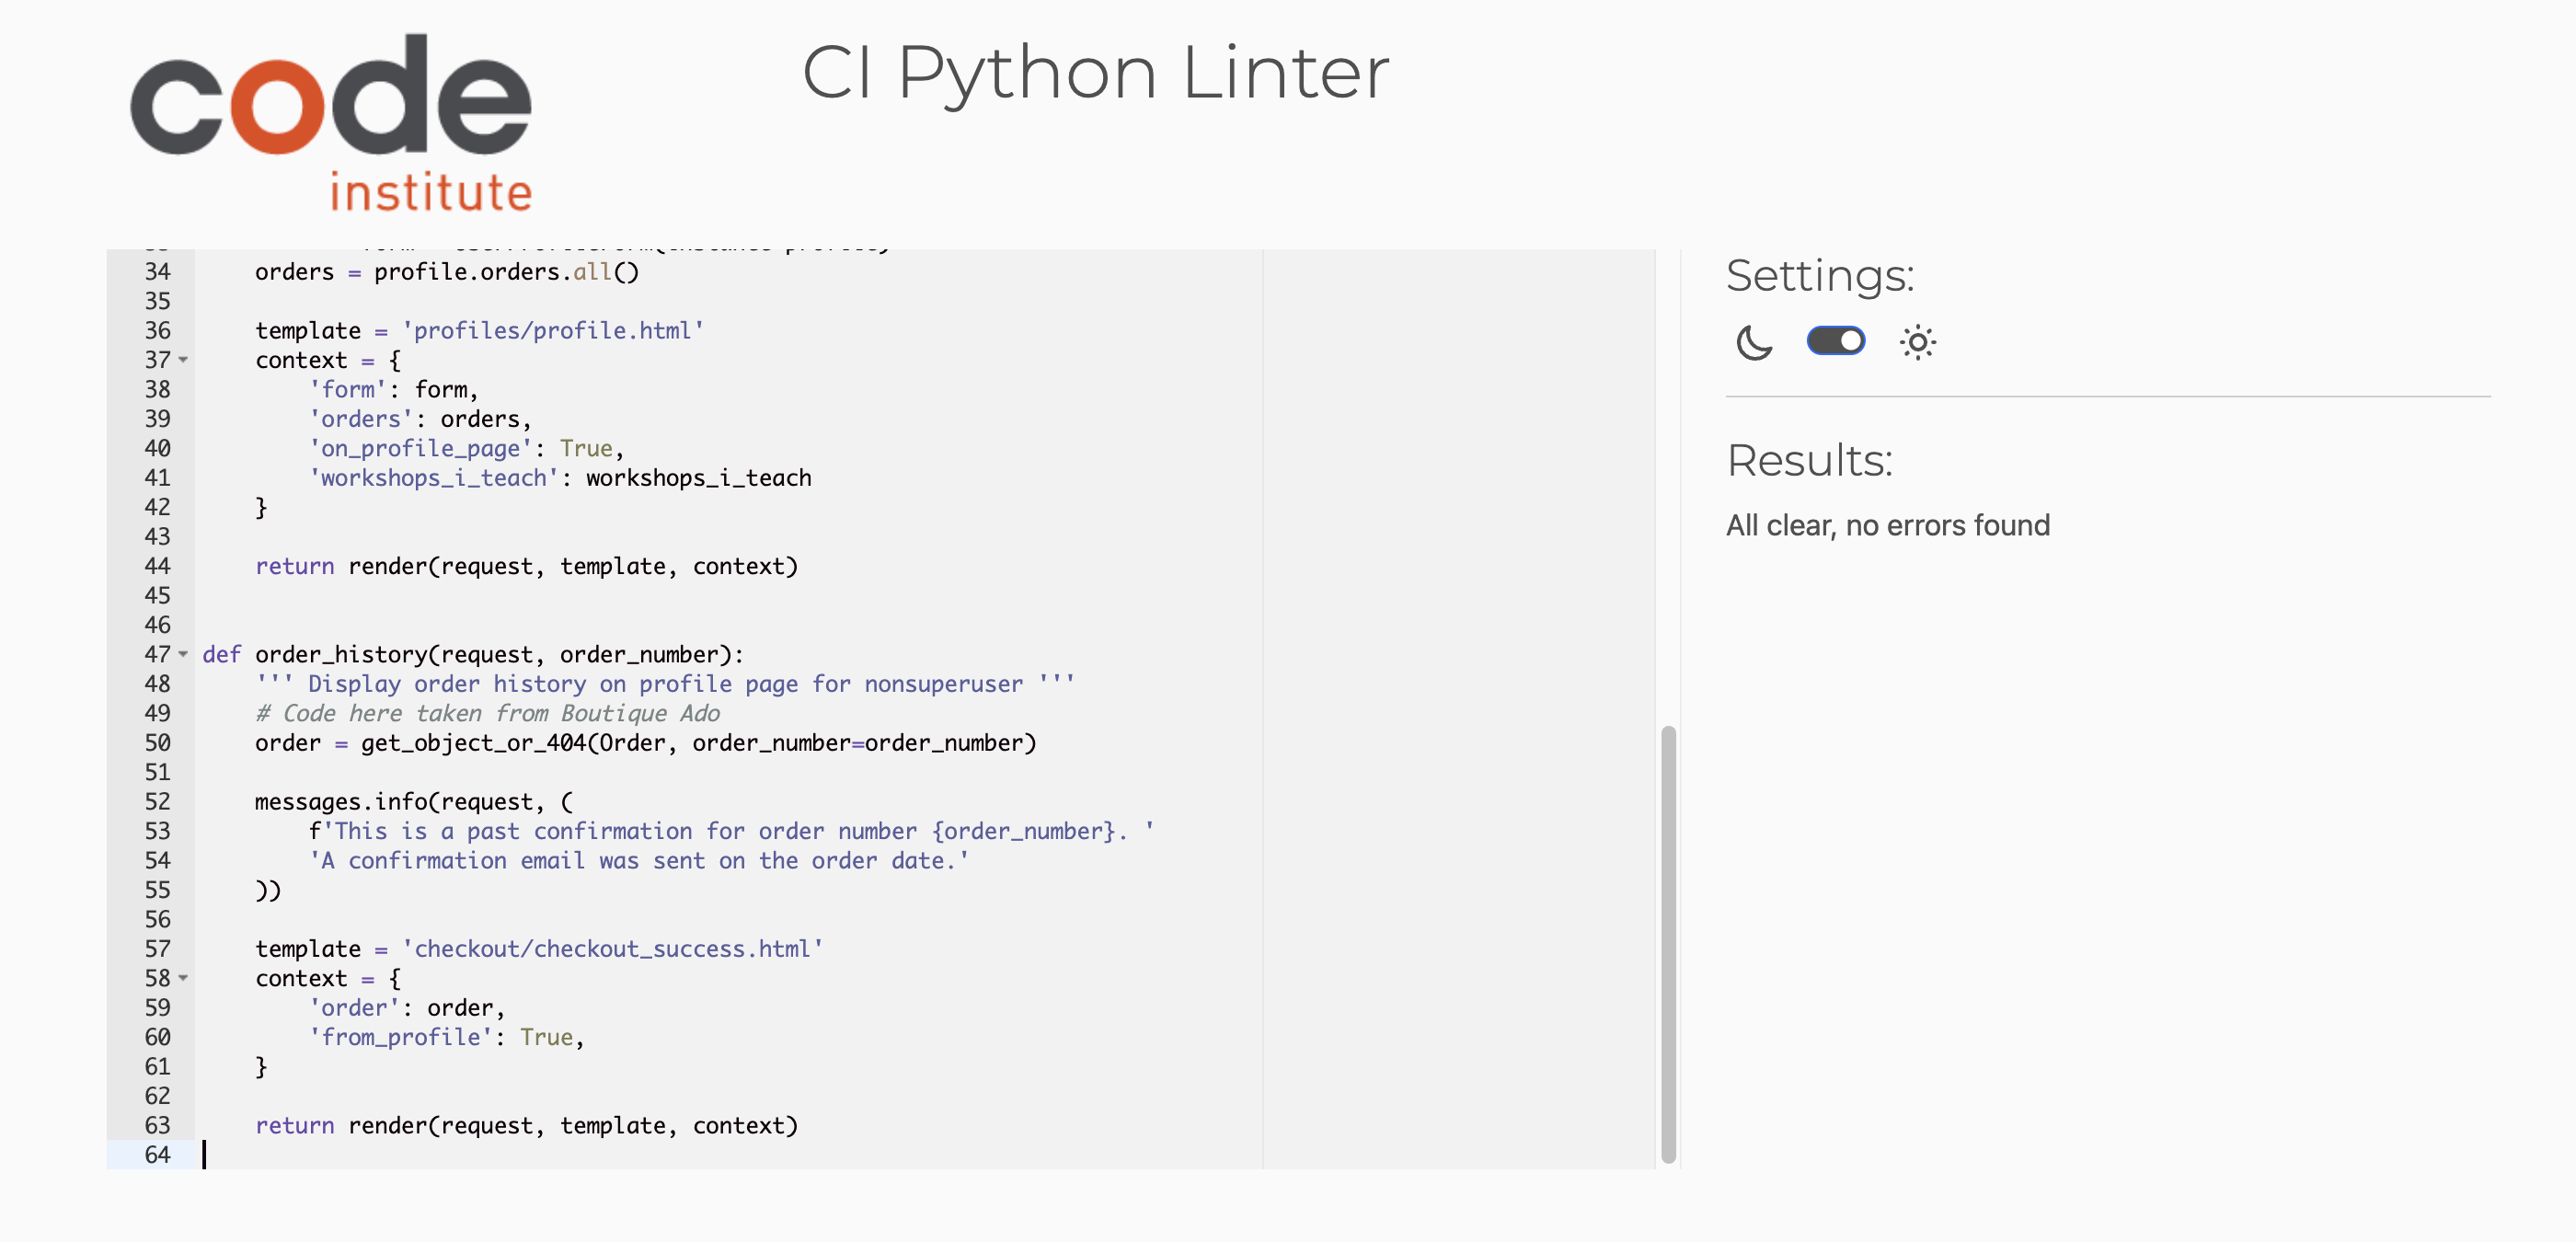 code
institute
CI Python Linter
34     orders = profile.orders.all()
35
36     template = 'profiles/profile.html'
37     context = {
38         'form': form,
39         'orders': orders,
40         'on_profile_page': True,
41         'workshops_i_teach': workshops_i_teach
42     }
43
44     return render(request, template, context)
45
46
47 def order_history(request, order_number):
48     ''' Display order history on profile page for nonsuperuser '''
49     # Code here taken from Boutique Ado
50     order = get_object_or_404(Order, order_number=order_number)
51
52     messages.info(request, (
53         f'This is a past confirmation for order number {order_number}. '
54         'A confirmation email was sent on the order date.'
55     ))
56
57     template = 'checkout/checkout_success.html'
58     context = {
59         'order': order,
60         'from_profile': True,
61     }
62
63     return render(request, template, context)
64
Settings:
Results:
All clear, no errors found